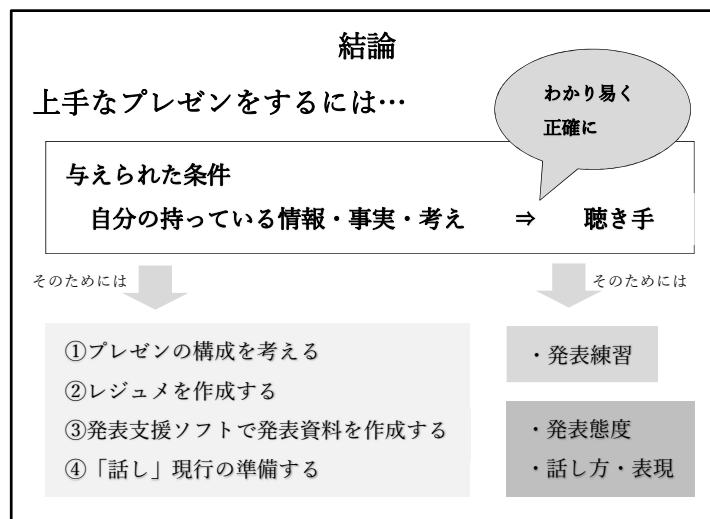 結論
上手なプレゼンをするには…
わかり易く
正確に
与えられた条件
自分の持っている情報・事実・考え ⇒ 聴き手
そのためには
そのためには
①プレゼンの構成を考える
②レジュメを作成する
③発表支援ソフトで発表資料を作成する
④「話し」現行の準備する
・発表練習
・発表態度
・話し方・表現